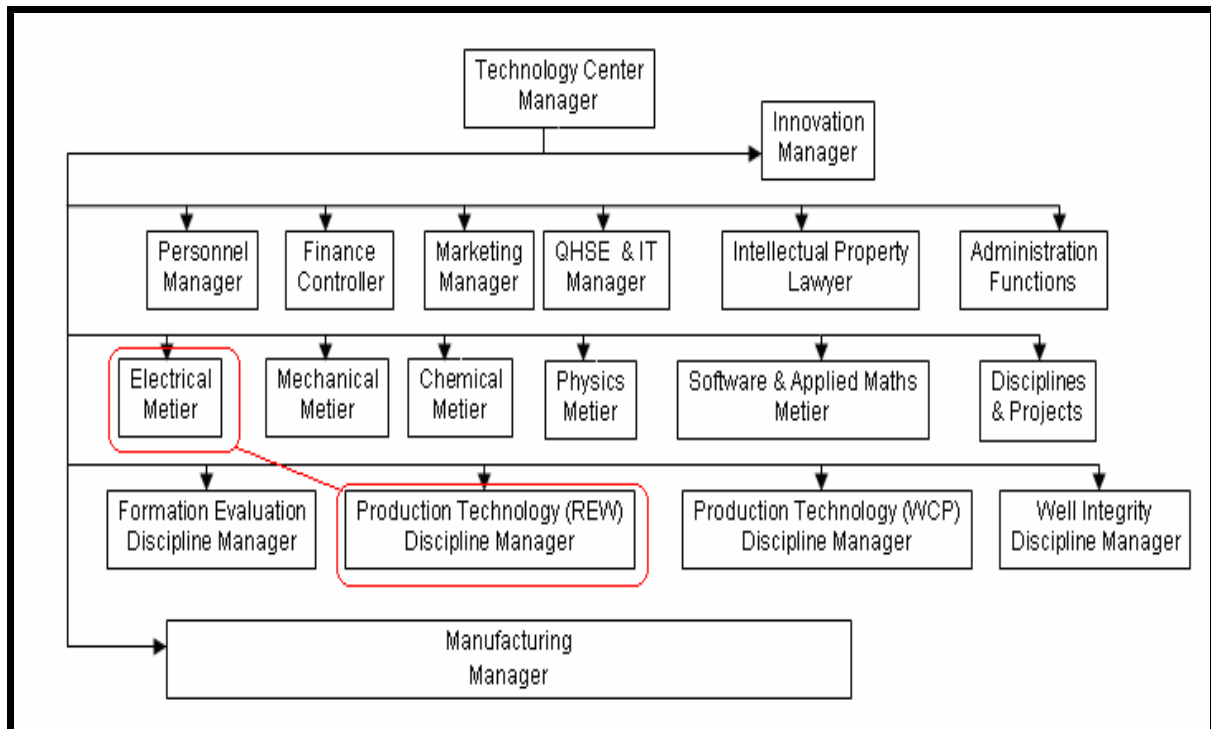 Technology Center
Manager
Innovation
Manager
Personnel
Manager
Finance
Controller
Marketing
Manager
QHSE & IT
Manager
Intellectual Property
Lawyer
Administration
Functions
Electrical
Metier
Mechanical
Metier
Chemical
Metier
Physics
Metier
Software & Applied Maths
Metier
Disciplines
& Projects
Formation Evaluation
Discipline Manager
Production Technology (REW)
Discipline Manager
Production Technology (WCP)
Discipline Manager
Well Integrity
Discipline Manager
Manufacturing
Manager